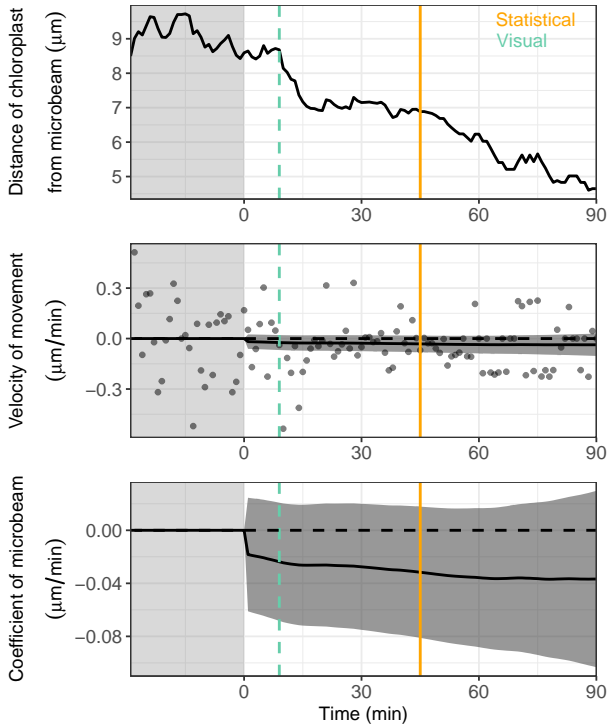 Distance of chloroplast
from microbeam (μm)
9
8
7
6
5
Statistical
Visual
0
30
60
90
Velocity of movement
(μm/min)
0.3
0.0
−0.3
0
30
60
90
Coefficient of microbeam
(μm/min)
0.00
−0.04
−0.08
0
30
60
90
Time (min)